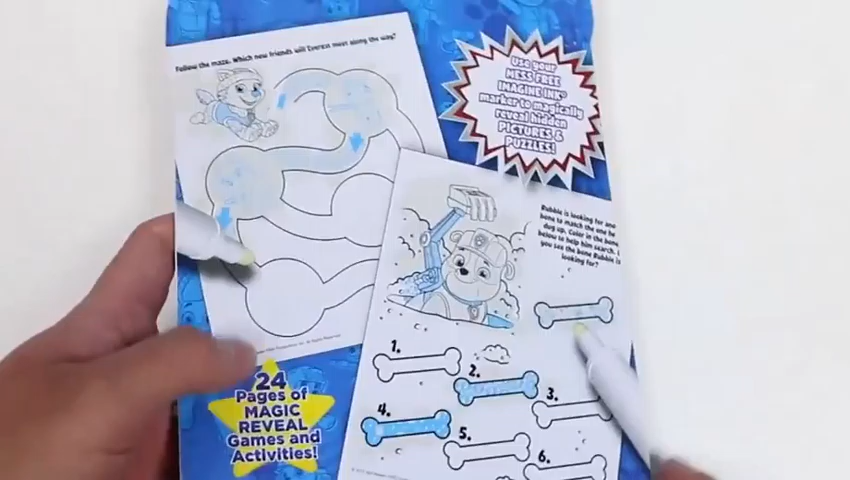 Follow the maze. Which new friends will Everest meet along the way?
Use your
MESS FREE
IMAGINE INK®
marker to magically
reveal hidden
PICTURES &
PUZZLES!
Rubble is looking for one
bone to match the one he
dug up. Color in the bone
below to help him search.
you see the bone Rubble is
looking for?
1.
2.
3.
4.
5.
6.
24
Pages of
MAGIC
REVEAL
Games and
Activities!